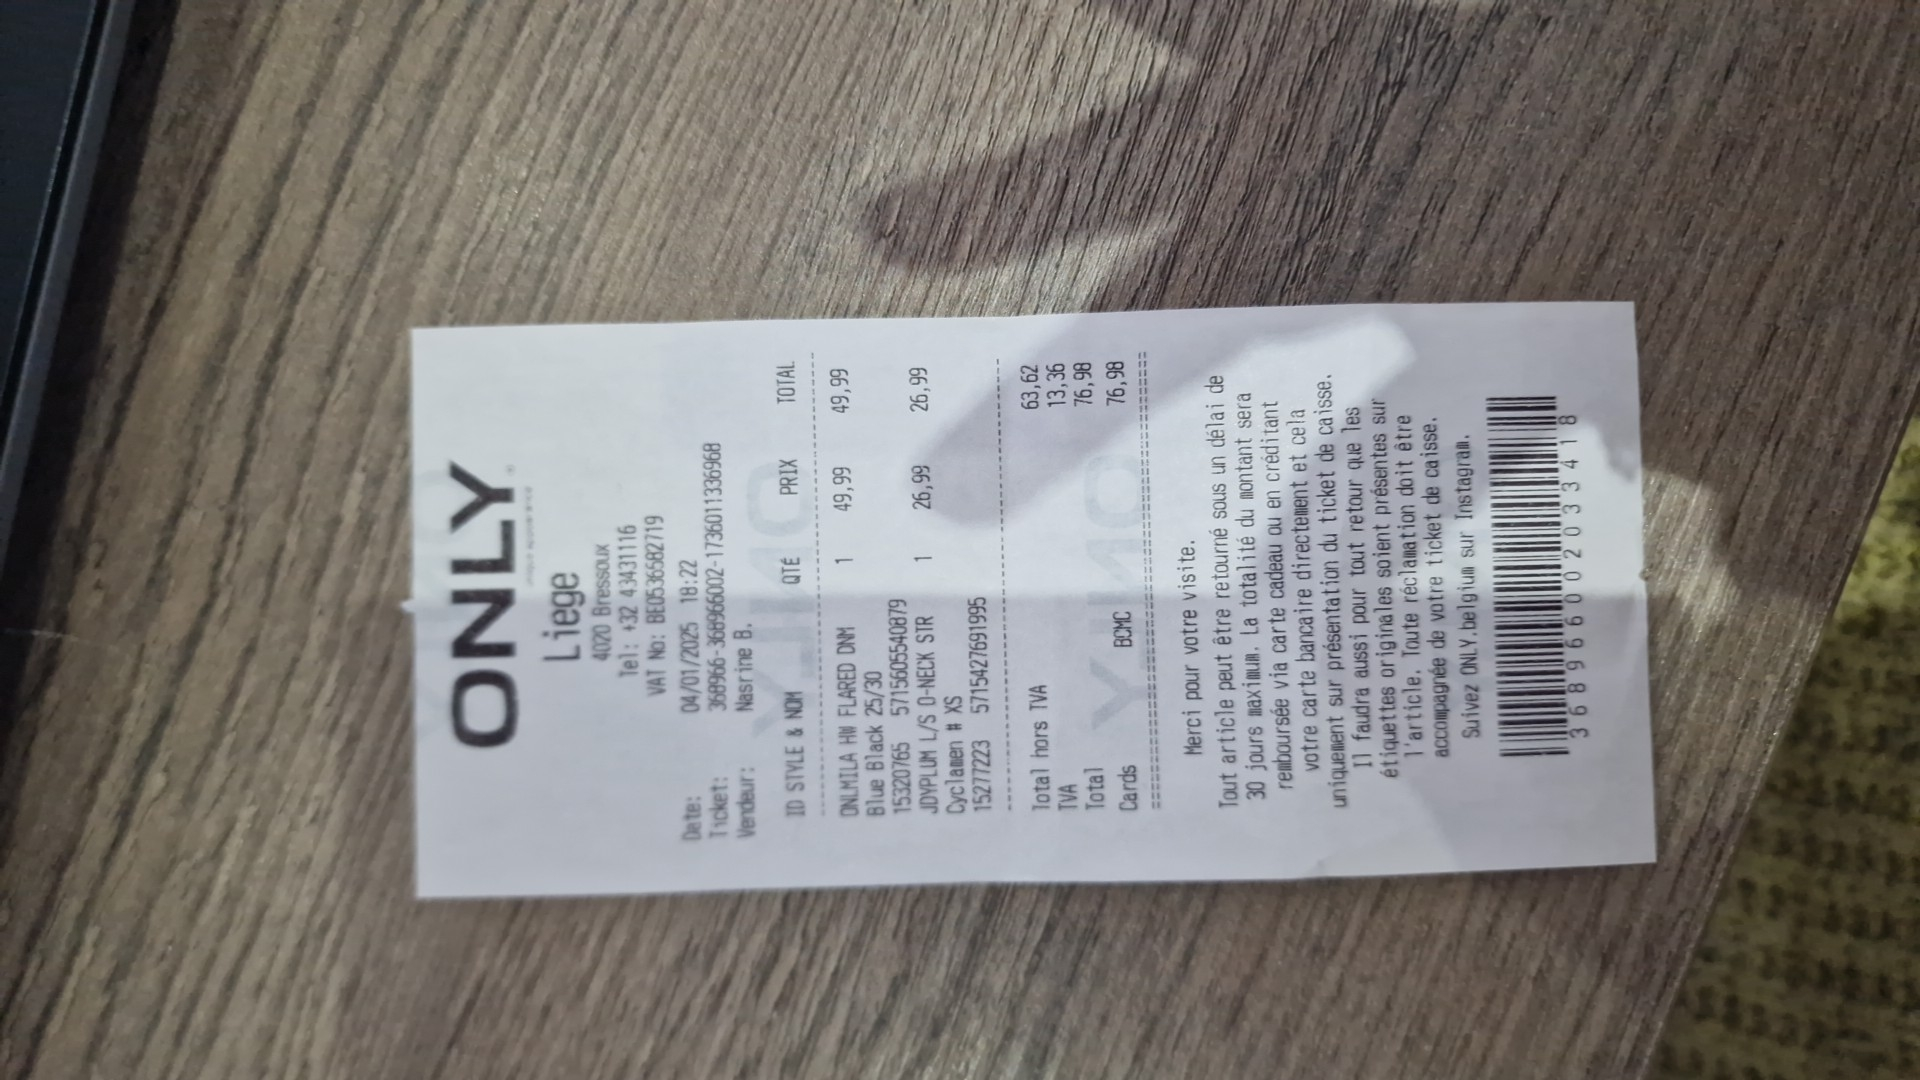 ONLY
Liege
4020 Bressoux
Tel: +32 43431116
VAT No: BE0536582719
Date: 04/01/2025 18:22
Ticket: 368966-368966002-1736011336968
Vendeur: Nasrine B.
ID STYLE & NOM QTÉ PRIX TOTAL
ONLMILA HW FLARED DNM 1 49,99 49,99
Blue Black 25/30
15320765 5715605540879
JDYPLUM L/S O-NECK STR 1 26,99 26,99
Cyclamen # XS
15277223 5715427691995
Total hors TVA 63,62
TVA 13,36
Total 76,98
Cards BCMC 76,98
Merci pour votre visite.
Tout article peut être retourné sous un délai de
30 jours maximum. La totalité du montant sera
remboursée via carte cadeau ou en créditant
votre carte bancaire directement et cela
uniquement sur présentation du ticket de caisse.
Il faudra aussi pour tout retour que les
étiquettes originales soient présentes sur
l'article. Toute réclamation doit être
accompagnée de votre ticket de caisse.
Suivez ONLY.belgium sur Instagram.
368966002033418